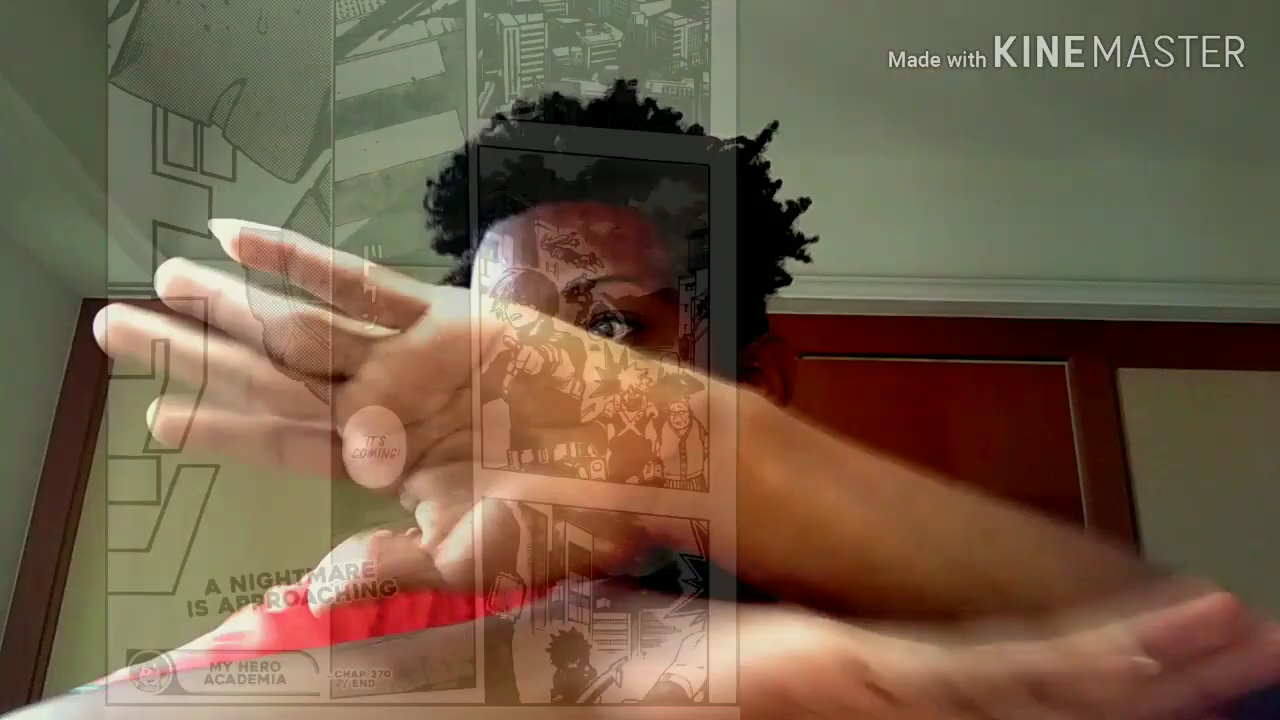 Made with KINEMASTER
IT'S
COMING!
A NIGHTMARE
IS APPROACHING
MY HERO
ACADEMIA
CHAP 270
/ END